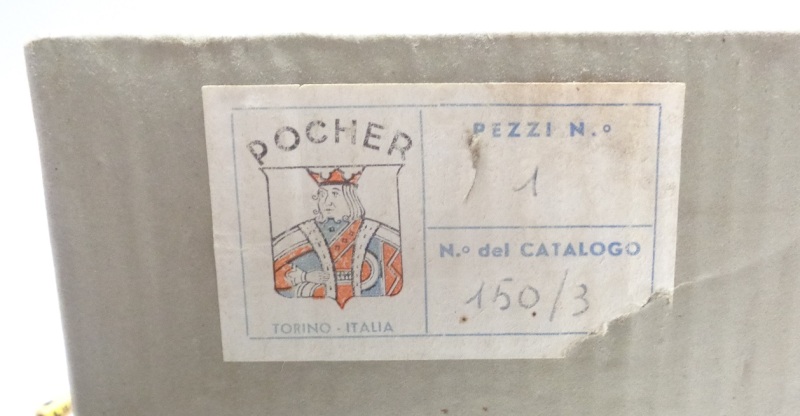 POCHER
TORINO - ITALIA
PEZZI N.º
1
N.º del CATALOGO
150/3